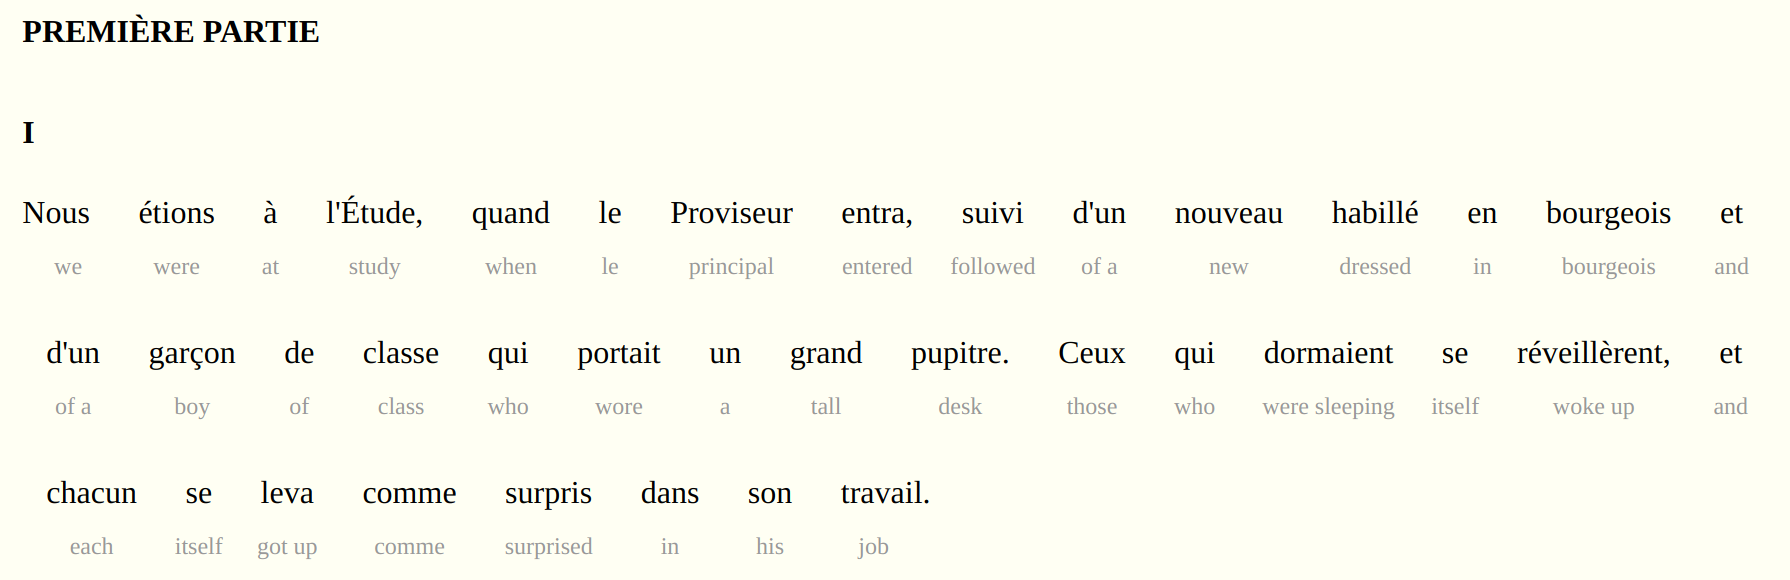 PREMIÈRE PARTIE
I
Nous étions à l'Étude, quand le Proviseur entra, suivi d'un nouveau habillé en bourgeois et
we were at study when le principal entered followed of a new dressed in bourgeois and
d'un garçon de classe qui portait un grand pupitre. Ceux qui dormaient se réveillèrent, et
of a boy of class who wore a tall desk those who were sleeping itself woke up and
chacun se leva comme surpris dans son travail.
each itself got up comme surprised in his job